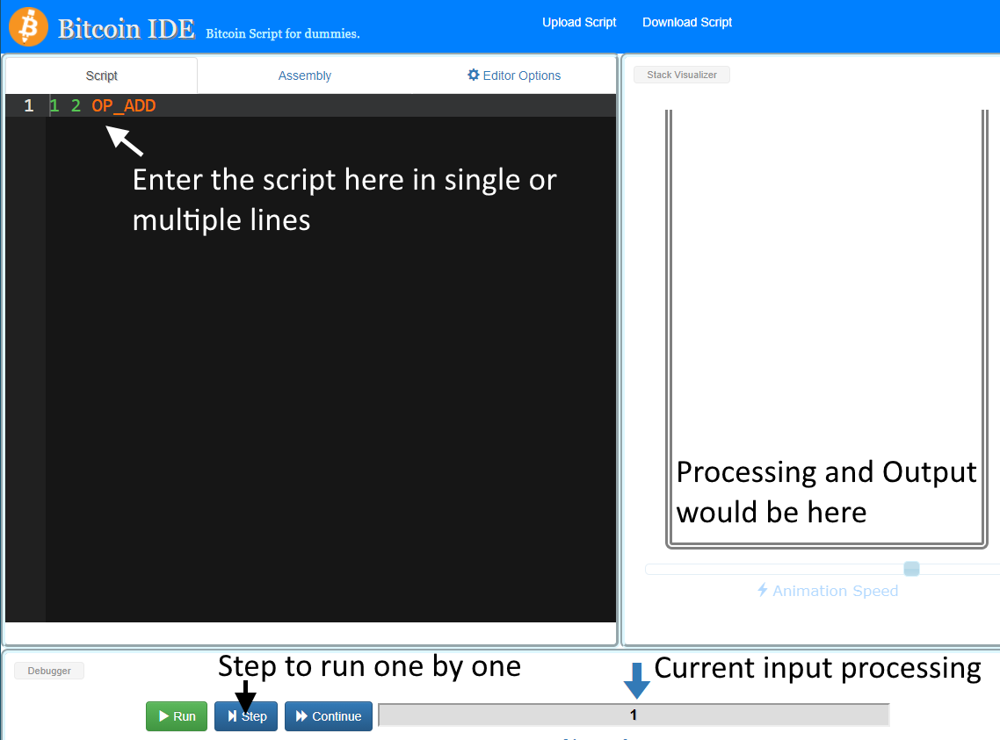 Bitcoin IDE Bitcoin Script for dummies.
Upload Script Download Script
Script Assembly Editor Options
Stack Visualizer
1 1 2 OP_ADD
Enter the script here in single or
multiple lines
Processing and Output
would be here
Animation Speed
Debugger
Step to run one by one
Current input processing
Run Step Continue
1